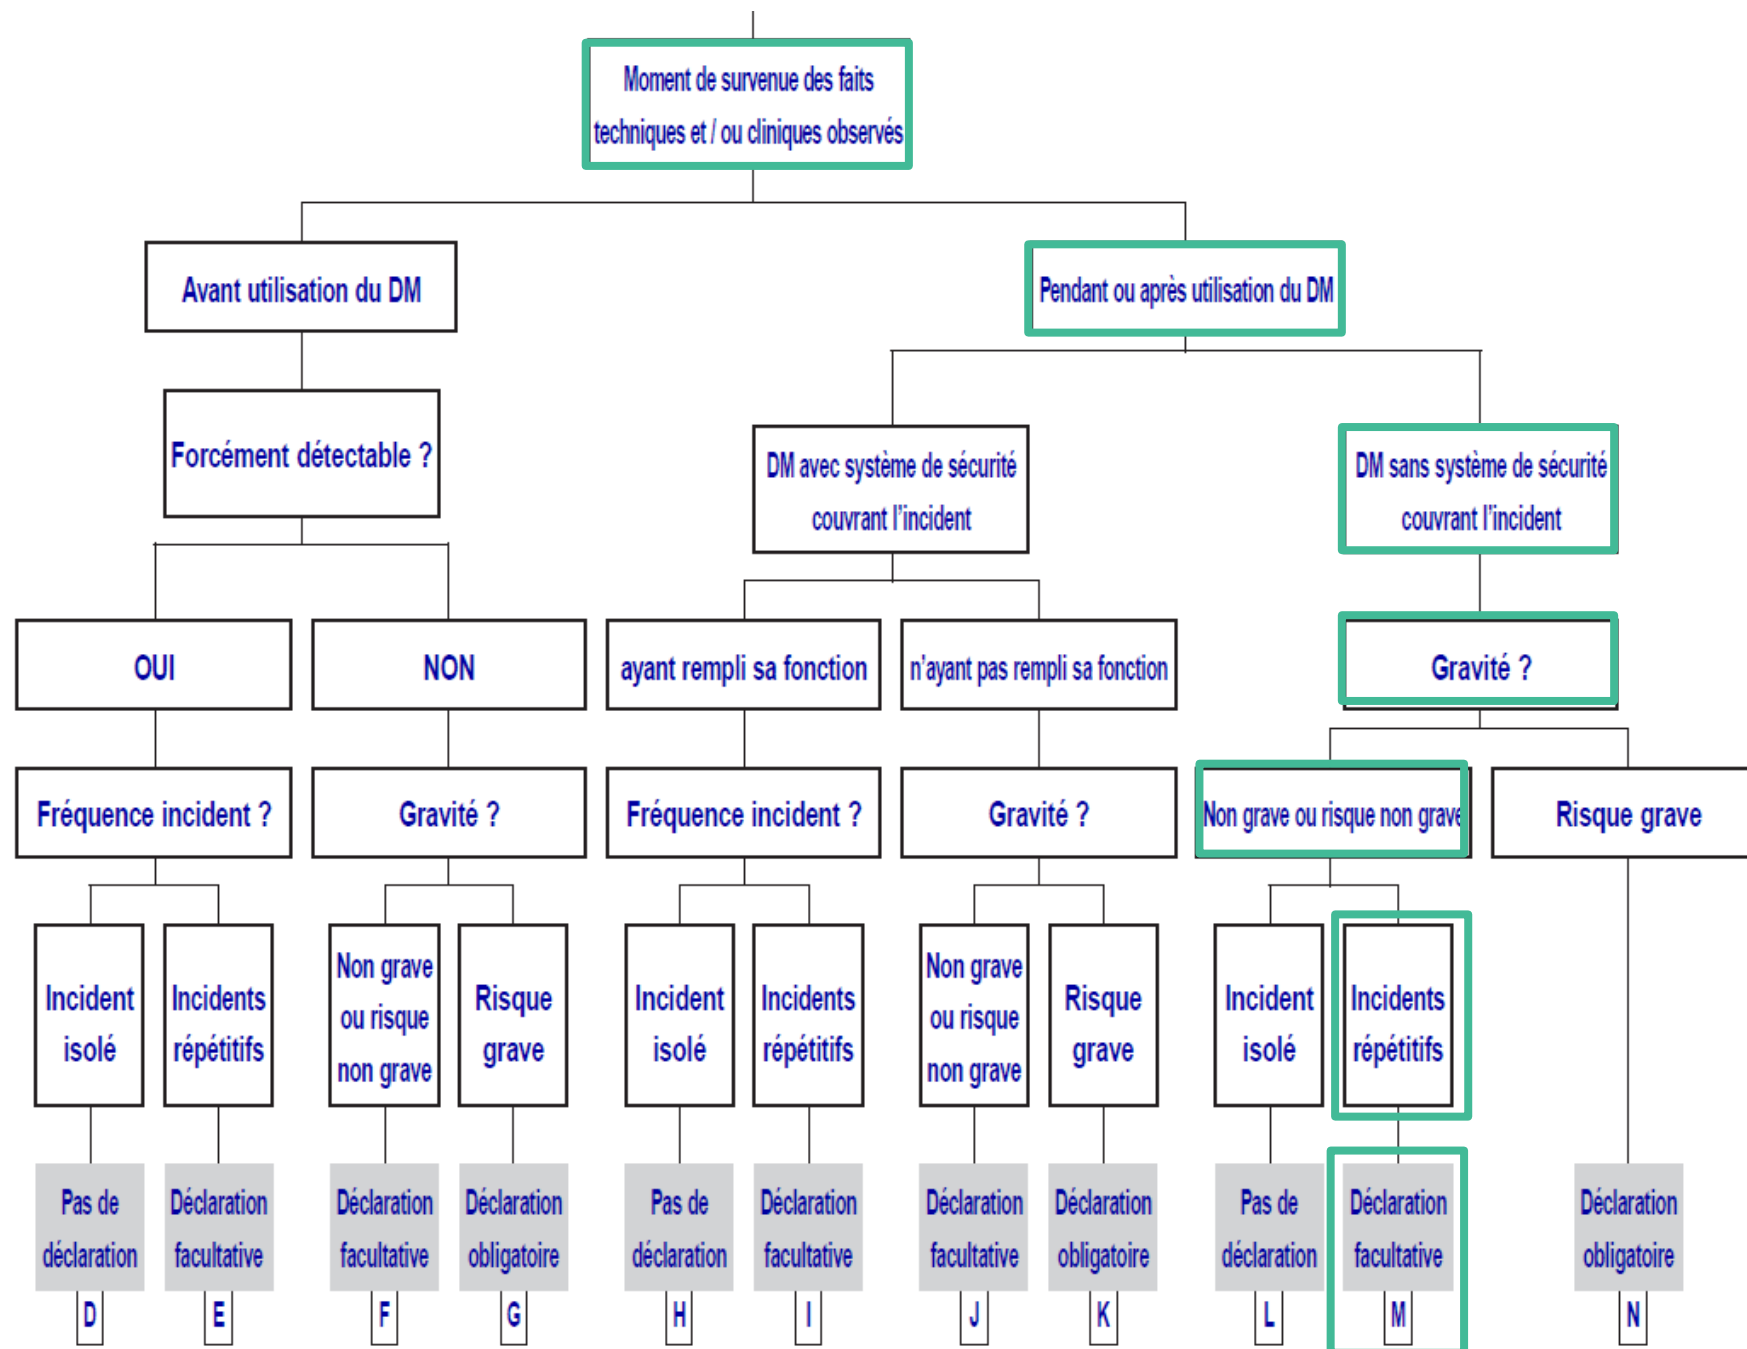 Moment de survenue des faits
techniques et / ou cliniques observés
Avant utilisation du DM
Pendant ou après utilisation du DM
Forcément détectable ?
DM avec système de sécurité
couvrant l'incident
DM sans système de sécurité
couvrant l'incident
OUI
NON
ayant rempli sa fonction
n'ayant pas rempli sa fonction
Gravité ?
Fréquence incident ?
Gravité ?
Fréquence incident ?
Gravité ?
Non grave ou risque non grave
Risque grave
Incident
isolé
Incidents
répétitifs
Non grave
ou risque
non grave
Risque
grave
Incident
isolé
Incidents
répétitifs
Non grave
ou risque
non grave
Risque
grave
Incident
isolé
Incidents
répétitifs
Pas de
déclaration
Déclaration
facultative
Déclaration
facultative
Déclaration
obligatoire
Pas de
déclaration
Déclaration
facultative
Déclaration
facultative
Déclaration
obligatoire
Pas de
déclaration
Déclaration
facultative
Déclaration
obligatoire
D
E
F
G
H
I
J
K
L
M
N